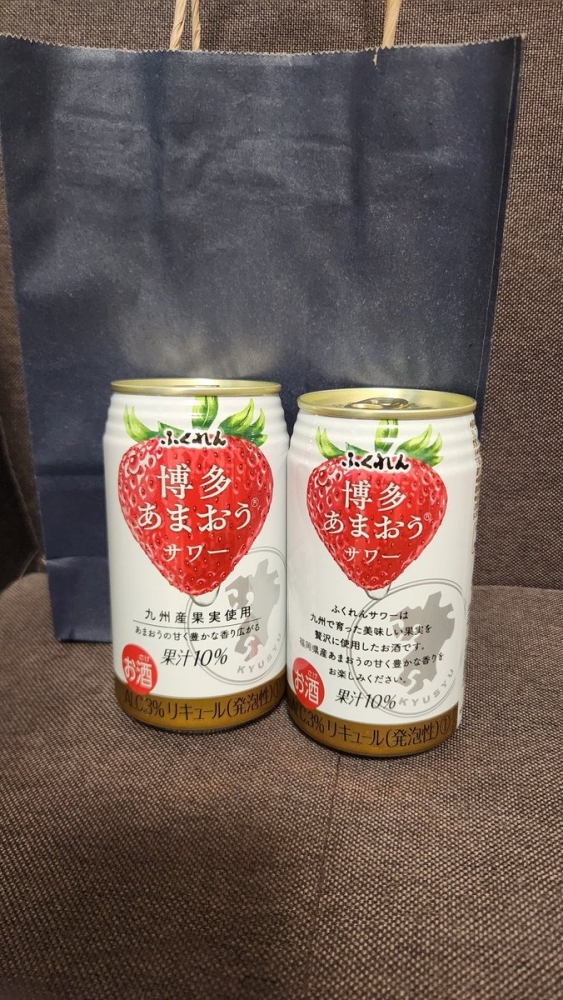 ふくれん
博多
あまおう®
サワー
九州産果実使用
あまおうの甘く豊かな香り広がる
お酒
果汁10%
KYUSYU
ALC.3% リキュール(発泡性)①
ふくれん
博多
あまおう®
サワー
ふくれんサワーは
九州で育った美味しい果実を
贅沢に使用したお酒です。
福岡県産あまおうの甘く豊かな香りを
お楽しみください。
お酒
果汁10%
KYUSYU
ALC.3% リキュール(発泡性)①